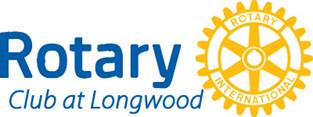 Rotary
Club at Longwood
ROTARY
INTERNATIONAL